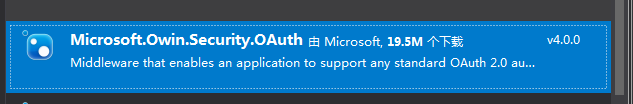 Microsoft.Owin.Security.OAuth 由 Microsoft, 19.5M 个下载 v4.0.0
Middleware that enables an application to support any standard OAuth 2.0 au...